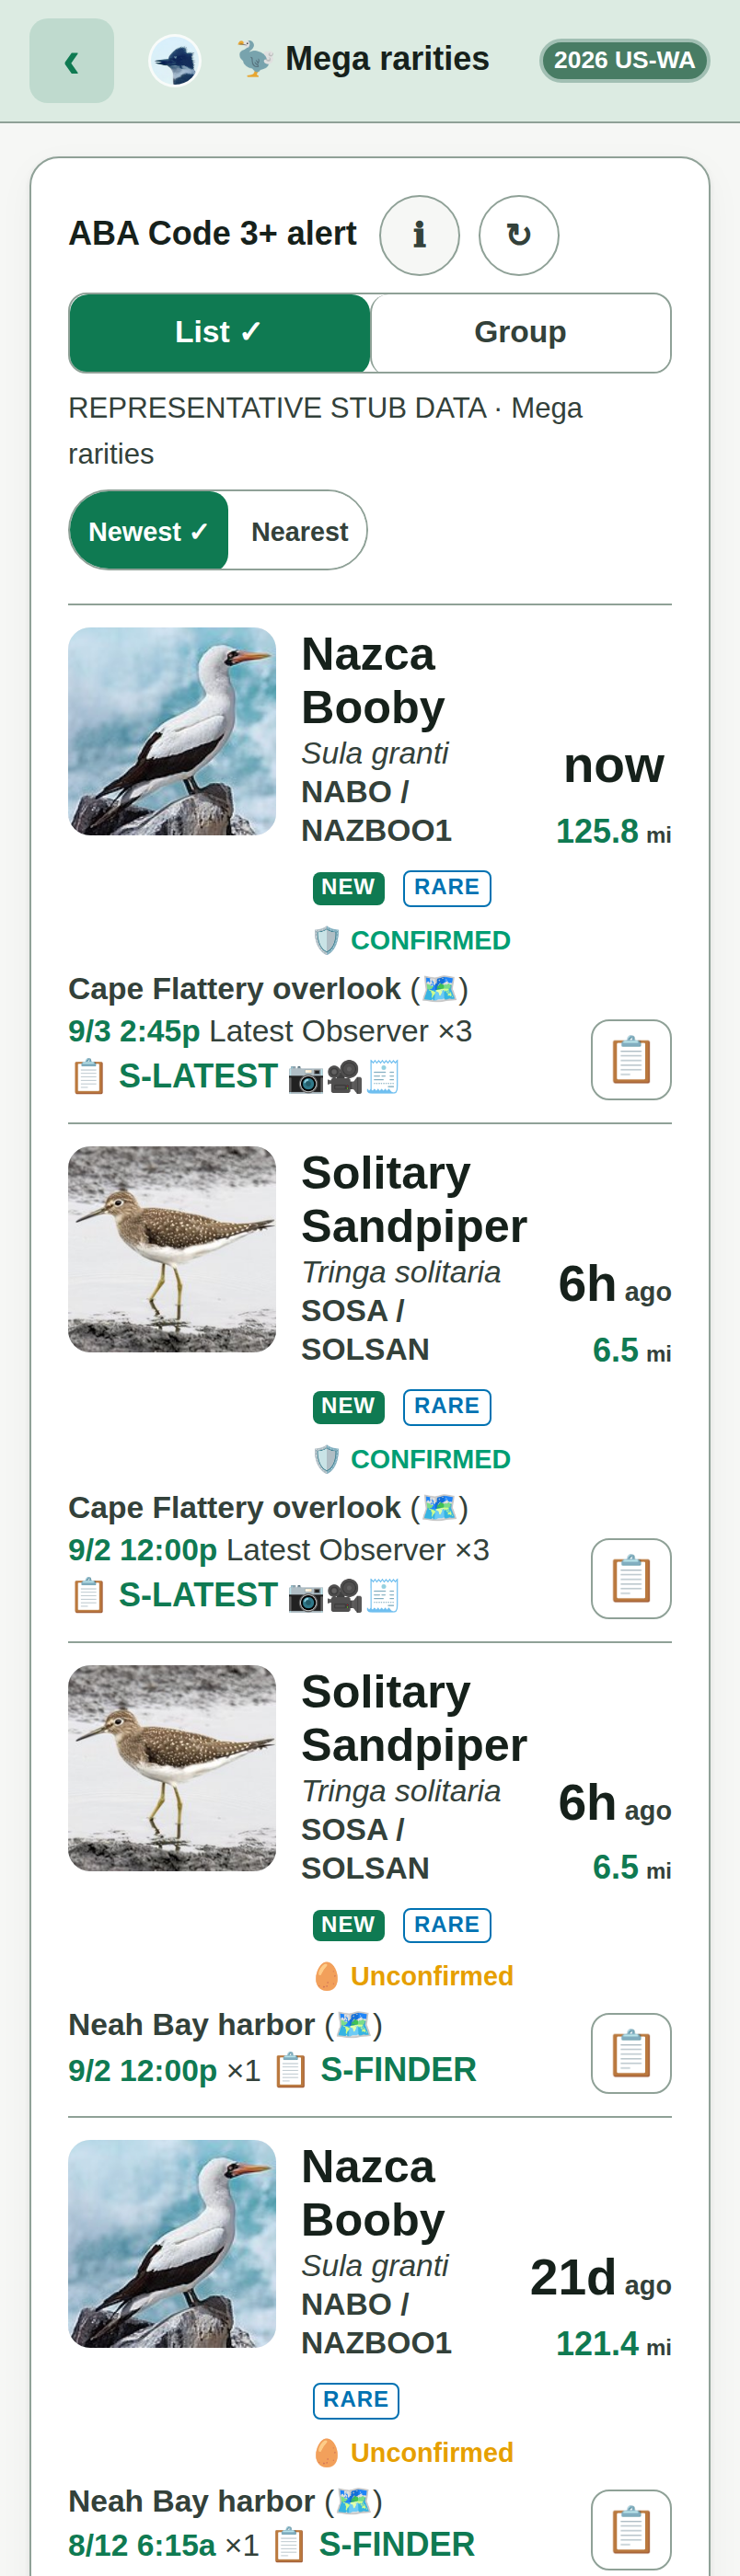 ‹ Mega rarities 2026 US-WA
ABA Code 3+ alert ℹ ↻
List ✓ Group
REPRESENTATIVE STUB DATA · Mega
rarities
Newest ✓ Nearest
Nazca
Booby
Sula granti
now
NABO /
NAZBOO1
125.8 mi
NEW RARE
CONFIRMED
Cape Flattery overlook (🗺️)
9/3 2:45p Latest Observer ×3
📋 S-LATEST 📷🎥🧾
Solitary
Sandpiper
Tringa solitaria
6h ago
SOSA /
SOLSAN
6.5 mi
NEW RARE
CONFIRMED
Cape Flattery overlook (🗺️)
9/2 12:00p Latest Observer ×3
📋 S-LATEST 📷🎥🧾
Solitary
Sandpiper
Tringa solitaria
6h ago
SOSA /
SOLSAN
6.5 mi
NEW RARE
Unconfirmed
Neah Bay harbor (🗺️)
9/2 12:00p ×1 📋 S-FINDER
Nazca
Booby
Sula granti
21d ago
NABO /
NAZBOO1
121.4 mi
RARE
Unconfirmed
Neah Bay harbor (🗺️)
8/12 6:15a ×1 📋 S-FINDER